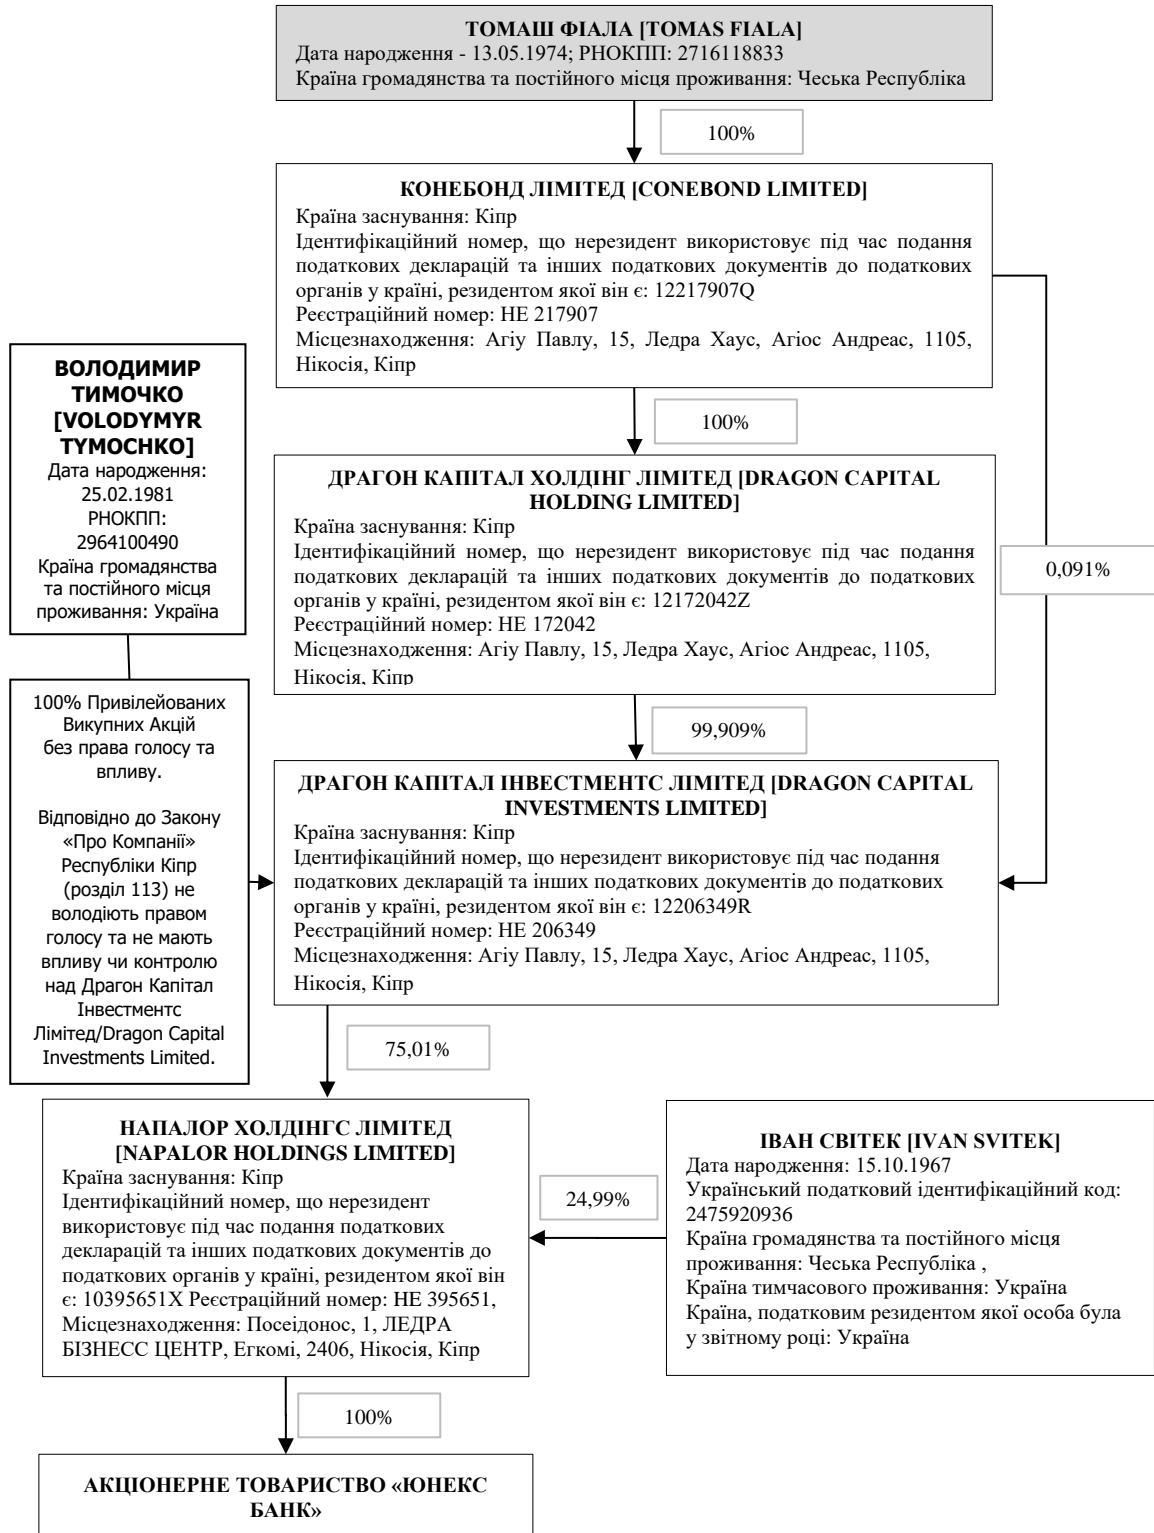 ТОМАШ ФІАЛА [TOMAS FIALA]
Дата народження - 13.05.1974; РНОКПП: 2716118833
Країна громадянства та постійного місця проживання: Чеська Республіка
100%
КОНЕБОНД ЛІМІТЕД [CONEBOND LIMITED]
Країна заснування: Кіпр
Ідентифікаційний номер, що нерезидент використовує під час подання
податкових декларацій та інших податкових документів до податкових
органів у країні, резидентом якої він є: 12217907Q
Реєстраційний номер: HE 217907
Місцезнаходження: Агіу Павлу, 15, Ледра Хаус, Агіос Андреас, 1105,
Нікосія, Кіпр
100%
0,091%
ВОЛОДИМИР
ТИМОЧКО
[VOLODYMYR
TYMOCHKO]
Дата народження:
25.02.1981
РНОКПП:
2964100490
Країна громадянства
та постійного місця
проживання: Україна
ДРАГОН КАПІТАЛ ХОЛДІНГ ЛІМІТЕД [DRAGON CAPITAL
HOLDING LIMITED]
Країна заснування: Кіпр
Ідентифікаційний номер, що нерезидент використовує під час подання
податкових декларацій та інших податкових документів до податкових
органів у країні, резидентом якої він є: 12172042Z
Реєстраційний номер: HE 172042
Місцезнаходження: Агіу Павлу, 15, Ледра Хаус, Агіос Андреас, 1105,
Нікосія, Кіпр
99,909%
100% Привілейованих
Викупних Акцій
без права голосу та
впливу.
Відповідно до Закону
«Про Компанії»
Республіки Кіпр
(розділ 113) не
володіють правом
голосу та не мають
впливу чи контролю
над Драгон Капітал
Інвестментс
Лімітед/Dragon Capital
Investments Limited.
ДРАГОН КАПІТАЛ ІНВЕСТМЕНТС ЛІМІТЕД [DRAGON CAPITAL
INVESTMENTS LIMITED]
Країна заснування: Кіпр
Ідентифікаційний номер, що нерезидент використовує під час подання
податкових декларацій та інших податкових документів до податкових
органів у країні, резидентом якої він є: 12206349R
Реєстраційний номер: HE 206349
Місцезнаходження: Агіу Павлу, 15, Ледра Хаус, Агіос Андреас, 1105,
Нікосія, Кіпр
75,01%
НАПАЛОР ХОЛДІНГС ЛІМІТЕД
[NAPALOR HOLDINGS LIMITED]
Країна заснування: Кіпр
Ідентифікаційний номер, що нерезидент
використовує під час подання податкових
декларацій та інших податкових документів до
податкових органів у країні, резидентом якої він
є: 10395651X Реєстраційний номер: HE 395651,
Місцезнаходження: Посейдонос, 1, ЛЕДРА
БІЗНЕСС ЦЕНТР, Егкомі, 2406, Нікосія, Кіпр
24,99%
ІВАН СВІТЕК [IVAN SVITEK]
Дата народження: 15.10.1967
Український податковий ідентифікаційний код:
2475920936
Країна громадянства та постійного місця
проживання: Чеська Республіка ,
Країна тимчасового проживання: Україна
Країна, податковим резидентом якої особа була
у звітному році: Україна
100%
АКЦІОНЕРНЕ ТОВАРИСТВО «ЮНЕКС
БАНК»